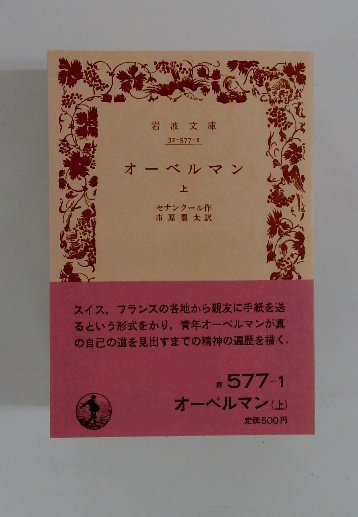 岩波文庫
32-577-1
オーベルマン
上
セナンクール作
市原豊太訳
スイス，フランスの各地から親友に手紙を送
るという形式をかり，青年オーベルマンが真
の自己の道を見出すまでの精神の遍歴を描く．
赤 577-1
オーベルマン（上）
定価500円